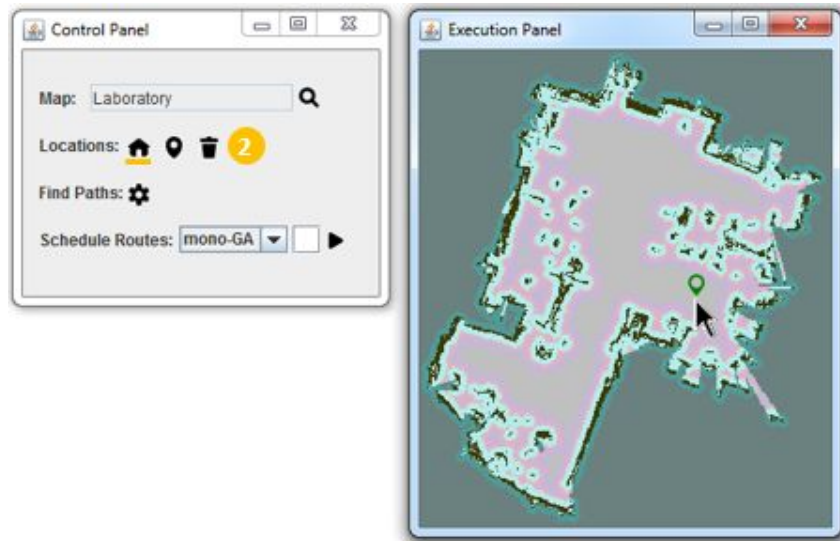 Control Panel
Map: Laboratory
Locations: 2
Find Paths:
Schedule Routes: mono-GA
Execution Panel